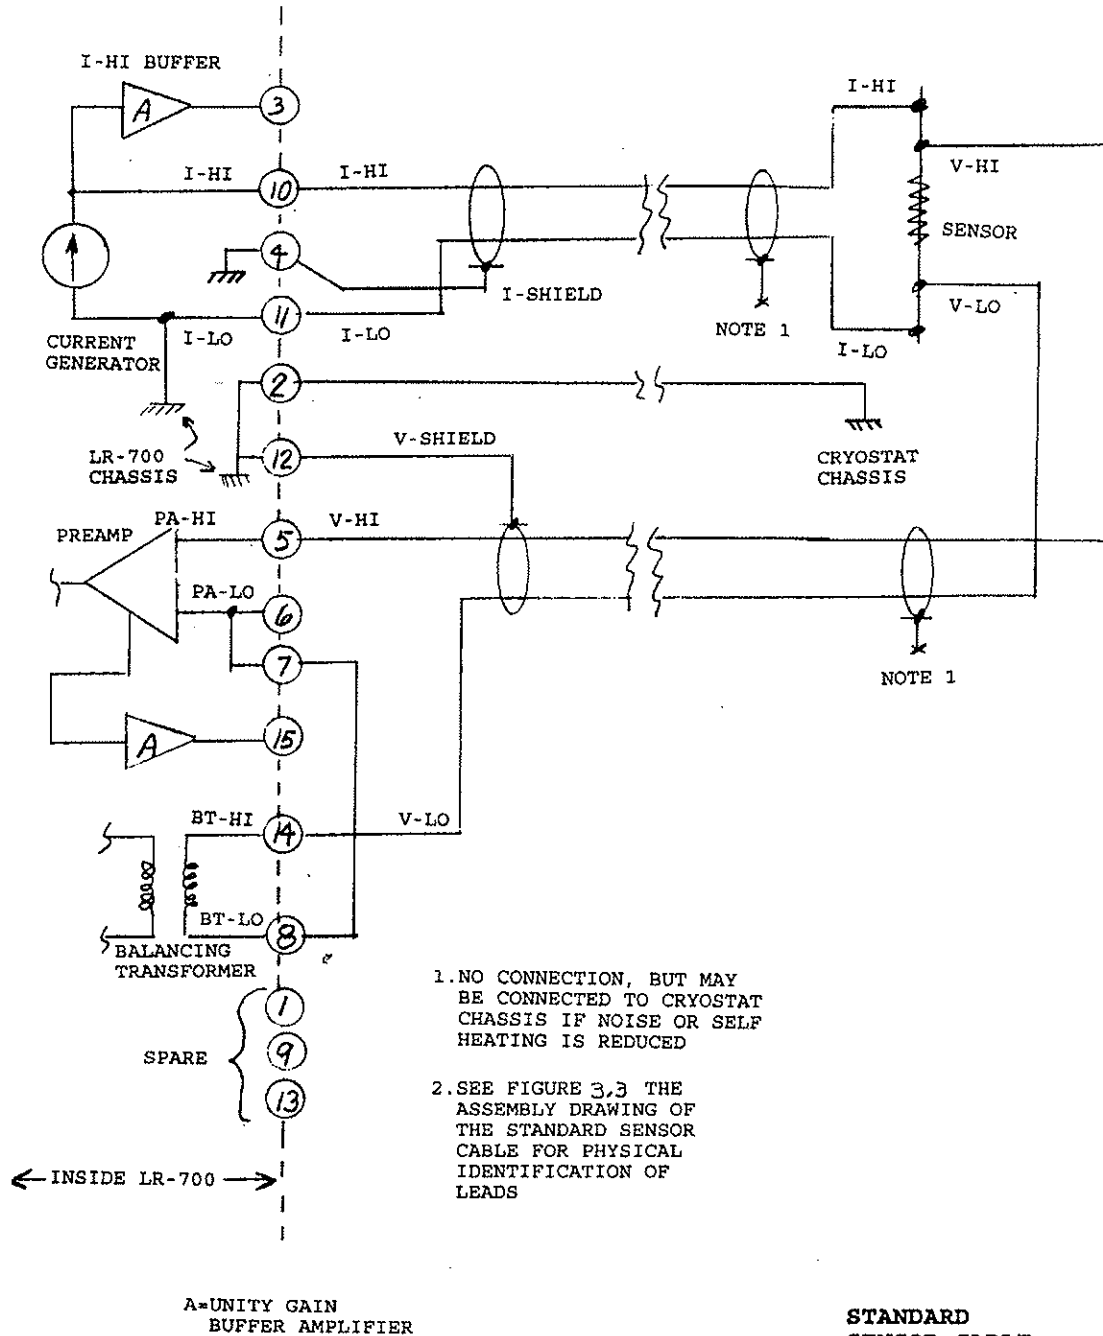 I-HI BUFFER
A
3
I-HI
I-HI
I-HI
10
V-HI
SENSOR
4
I-SHIELD
V-LO
11
NOTE 1
CURRENT
GENERATOR
I-LO
I-LO
I-LO
2
V-SHIELD
LR-700
CHASSIS
12
CRYOSTAT
CHASSIS
PA-HI
V-HI
PREAMP
5
PA-LO
6
7
NOTE 1
A
15
BT-HI
V-LO
14
BT-LO
8
BALANCING
TRANSFORMER
1
SPARE
9
13
1.NO CONNECTION, BUT MAY
BE CONNECTED TO CRYOSTAT
CHASSIS IF NOISE OR SELF
HEATING IS REDUCED
2.SEE FIGURE 3.3 THE
ASSEMBLY DRAWING OF
THE STANDARD SENSOR
CABLE FOR PHYSICAL
IDENTIFICATION OF
LEADS
INSIDE LR-700
A=UNITY GAIN
BUFFER AMPLIFIER
STANDARD